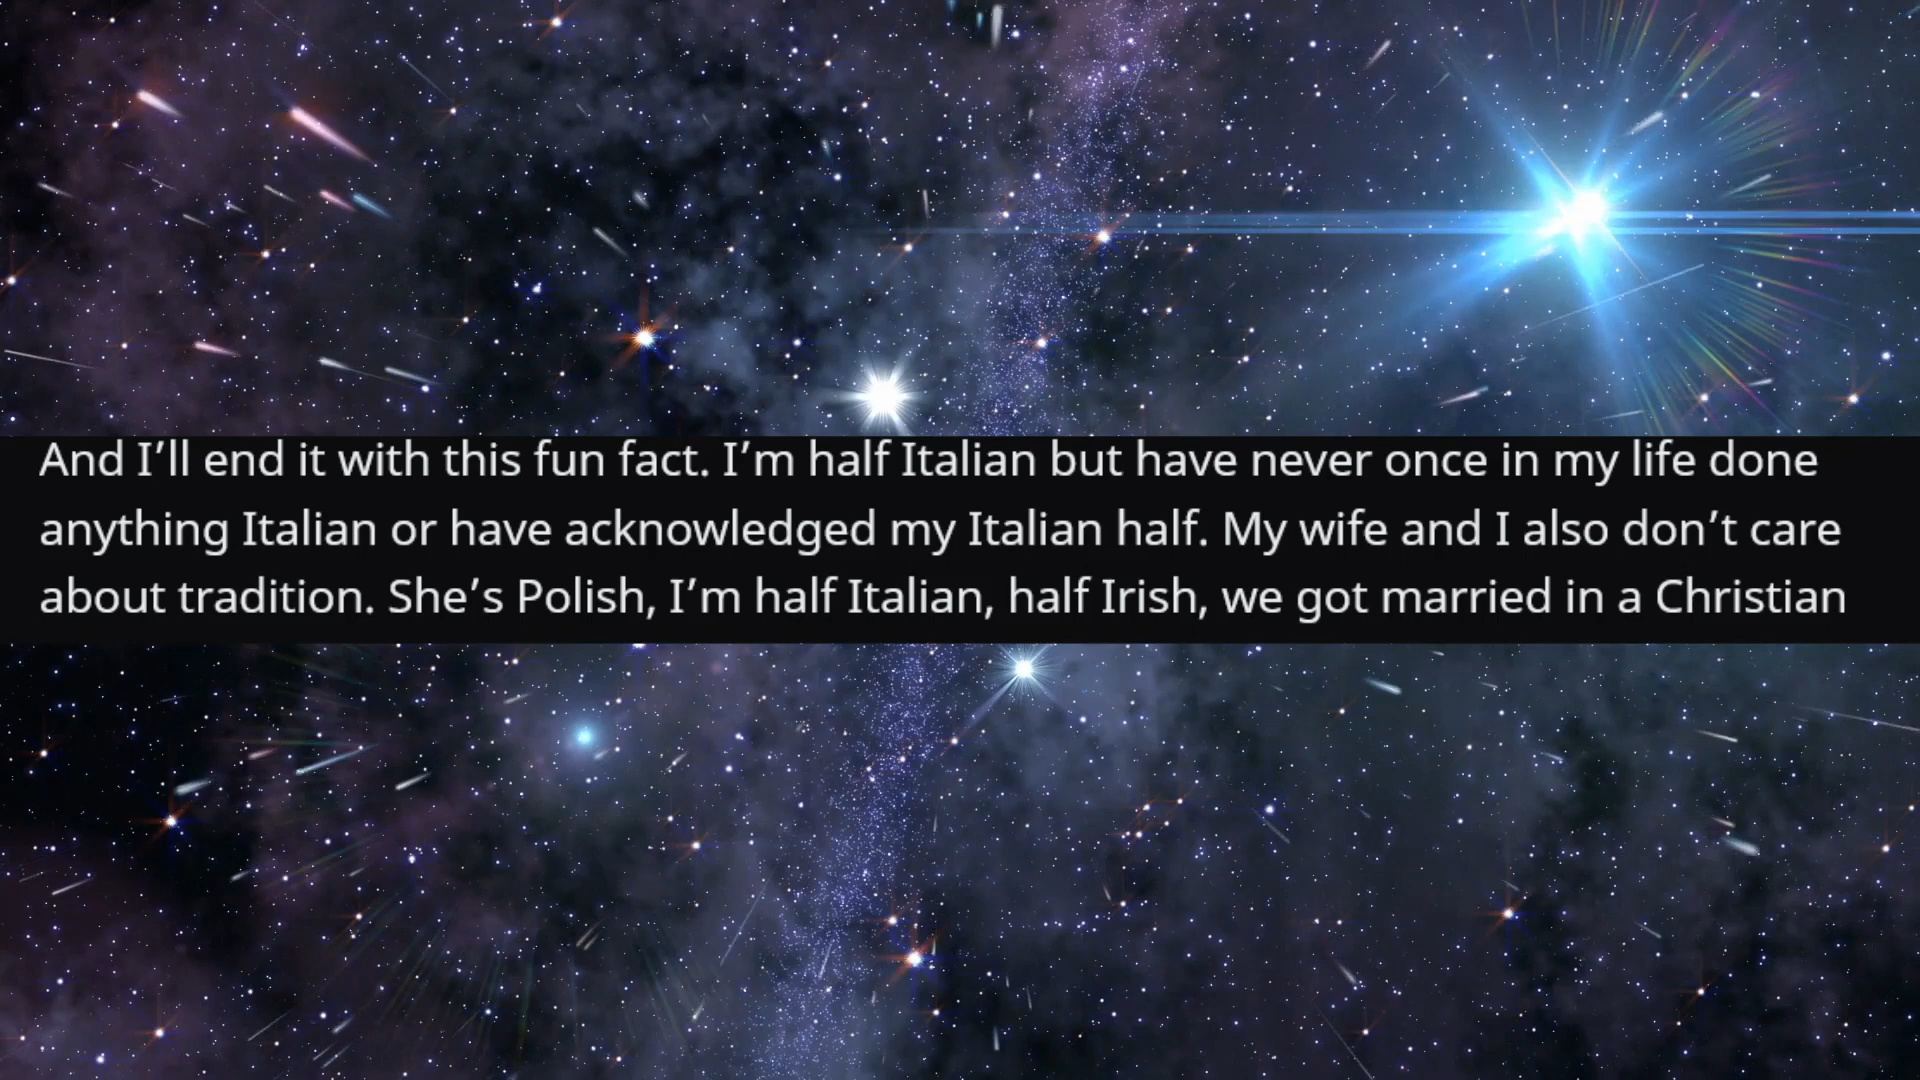 And I’ll end it with this fun fact. I’m half Italian but have never once in my life done
anything Italian or have acknowledged my Italian half. My wife and I also don’t care
about tradition. She’s Polish, I’m half Italian, half Irish, we got married in a Christian